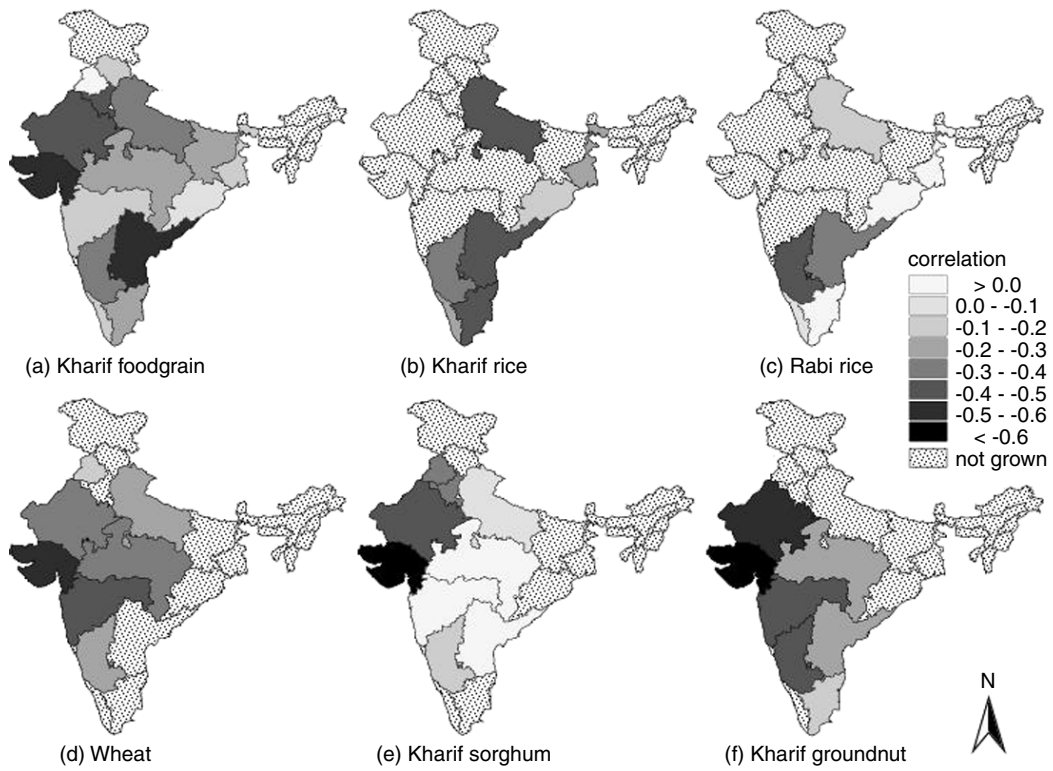 (a) Kharif foodgrain
(b) Kharif rice
(c) Rabi rice
correlation
> 0.0
0.0 - -0.1
-0.1 - -0.2
-0.2 - -0.3
-0.3 - -0.4
-0.4 - -0.5
-0.5 - -0.6
< -0.6
not grown
(d) Wheat
(e) Kharif sorghum
(f) Kharif groundnut
N